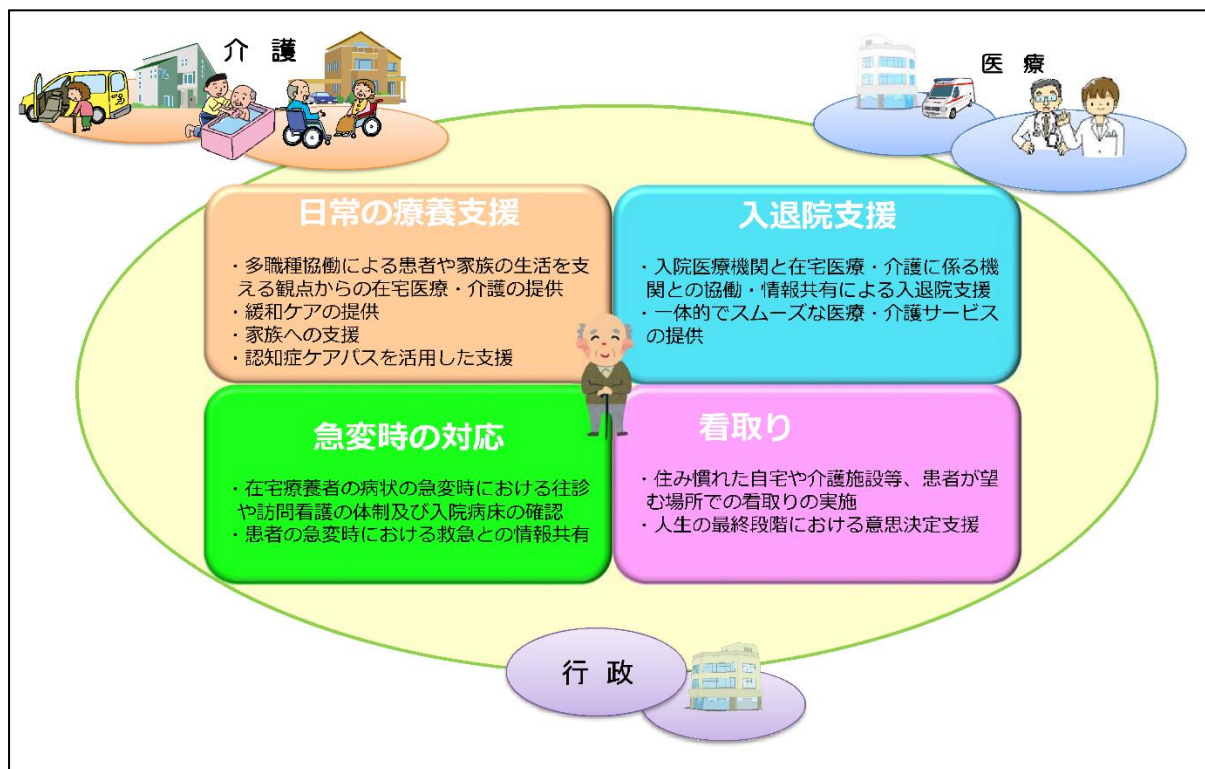 介 護
医 療
日常の療養支援
・多職種協働による患者や家族の生活を支
える観点からの在宅医療・介護の提供
・緩和ケアの提供
・家族への支援
・認知症ケアパスを活用した支援
入退院支援
・入院医療機関と在宅医療・介護に係る機
関との協働・情報共有による入退院支援
・一体的でスムーズな医療・介護サービス
の提供
急変時の対応
・在宅療養者の病状の急変時における往診
や訪問看護の体制及び入院病床の確認
・患者の急変時における救急との情報共有
看取り
・住み慣れた自宅や介護施設等、患者が望
む場所での看取りの実施
・人生の最終段階における意思決定支援
行 政